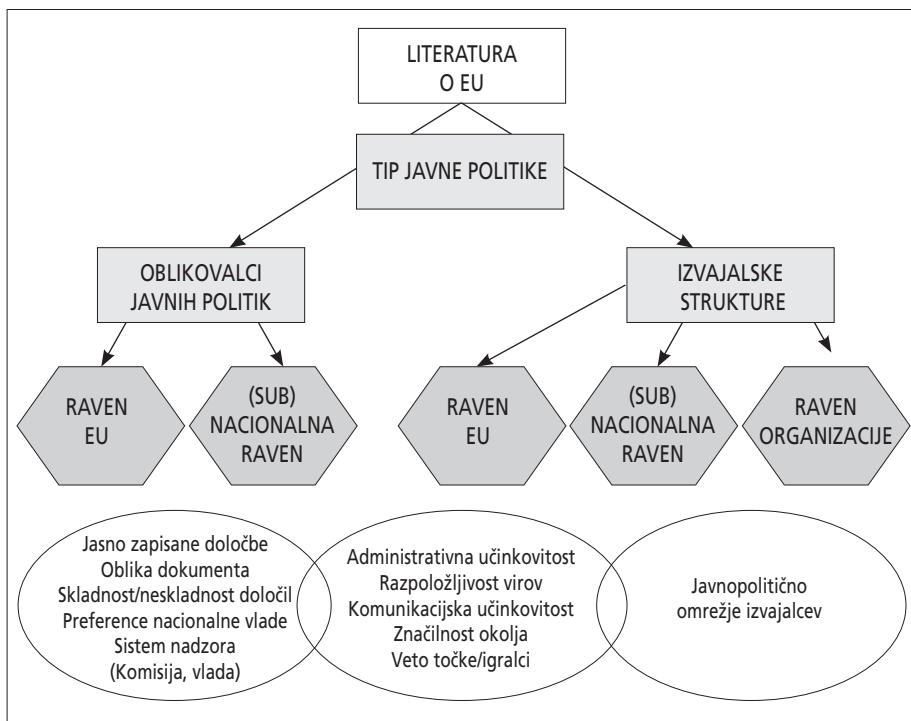 LITERATURA
O EU
TIP JAVNE POLITIKE
OBLIKOVALCI
JAVNIH POLITIK
IZVAJALSKE
STRUKTURE
RAVEN
EU
(SUB)
NACIONALNA
RAVEN
RAVEN
EU
(SUB)
NACIONALNA
RAVEN
RAVEN
ORGANIZACIJE
Jasno zapisane določbe
Oblika dokumenta
Skladnost/neskladnost določil
Preference nacionalne vlade
Sistem nadzora
(Komisija, vlada)
Administrativna učinkovitost
Razpoložljivost virov
Komunikacijska učinkovitost
Značilnost okolja
Veto točke/igralci
Javnopolitično
omrežje izvajalcev